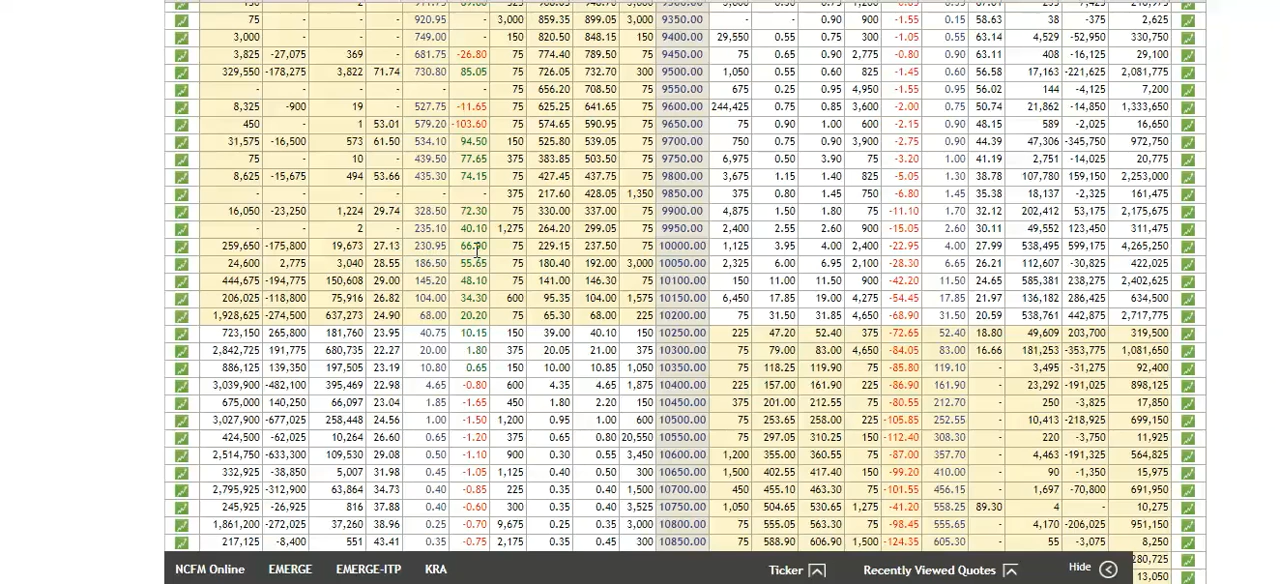 75 - 1 - 920.95 - 3,000 859.35 899.05 3,000 9350.00 - - 0.90 900 -1.55 0.15 58.63 38 -375 2,625
3,000 - - - 749.00 - 150 820.50 848.15 150 9400.00 29,550 0.55 0.75 300 -1.05 0.45 63.14 4,529 -52,950 330,750
3,825 -27,075 369 - 681.75 -26.80 75 774.40 789.50 75 9450.00 75 0.65 0.90 2,775 -0.80 0.90 63.11 408 -16,125 29,100
329,550 -178,275 3,822 71.74 730.80 85.05 75 726.05 732.70 300 9500.00 1,050 0.55 0.60 825 -1.45 0.60 56.58 17,163 -221,625 2,081,775
- - - - - - 75 656.20 708.50 75 9550.00 675 0.25 0.95 4,950 -1.55 0.95 56.02 144 -4,125 7,200
8,325 -900 19 - 527.75 -11.65 75 625.25 641.65 75 9600.00 244,425 0.75 0.85 3,600 -2.00 0.75 50.74 21,862 -14,850 1,333,650
450 - 1 53.01 579.20 -103.60 75 574.65 590.95 75 9650.00 75 0.90 1.00 600 -2.15 0.90 48.15 589 -2,025 16,650
31,575 -16,500 573 61.50 534.10 94.50 150 525.80 539.05 75 9700.00 750 0.75 0.90 3,900 -2.75 0.90 44.39 47,306 -345,750 972,750
75 - 10 - 439.50 77.65 375 383.85 503.50 75 9750.00 6,975 0.50 3.90 75 -3.20 1.00 41.19 2,751 -14,025 20,775
8,625 -15,675 494 53.66 435.30 74.15 75 427.45 437.75 75 9800.00 3,675 1.15 1.40 825 -5.05 1.30 38.78 107,780 159,150 2,253,000
- - - - - - 375 217.60 428.05 1,350 9850.00 375 0.80 1.45 750 -6.80 1.45 35.38 18,137 -2,325 161,475
16,050 -23,250 1,224 29.74 328.50 72.30 75 330.00 337.00 75 9900.00 4,875 1.50 1.80 75 -11.10 1.70 32.12 202,412 53,175 2,175,675
- - 2 - 235.10 40.10 1,275 264.20 299.05 75 9950.00 2,400 2.55 2.60 900 -15.05 2.60 30.11 49,552 123,450 311,475
259,650 -175,800 19,673 27.13 230.95 75 229.15 237.50 75 10000.00 1,125 3.95 4.00 2,400 -22.95 4.00 27.99 538,495 599,175 4,265,250
24,600 2,775 3,040 28.55 186.50 55.65 75 180.40 192.00 3,000 10050.00 2,325 6.00 6.95 2,100 -28.30 6.65 26.21 112,607 -30,825 422,025
444,675 -194,775 150,608 29.00 145.20 48.10 75 141.00 146.30 75 10100.00 150 11.00 11.50 900 -42.20 11.50 24.65 585,381 238,275 2,402,625
206,025 -118,800 75,916 26.82 104.00 34.30 600 95.35 104.00 1,575 10150.00 6,450 17.85 19.00 4,275 -54.45 17.85 21.97 136,182 286,425 634,500
1,928,625 -274,500 637,273 24.90 68.00 20.20 75 65.30 68.00 225 10200.00 75 31.50 31.85 4,650 -68.90 31.50 20.59 538,761 442,875 2,717,775
723,150 265,800 181,760 23.95 40.75 10.15 150 39.00 40.10 150 10250.00 225 47.20 52.40 375 -72.65 52.40 18.80 49,609 203,700 319,500
2,842,725 191,775 680,735 22.27 20.00 1.80 375 20.05 21.00 375 10300.00 75 79.00 83.00 4,650 -84.05 83.00 16.66 181,253 -353,775 1,081,650
886,125 139,350 197,505 23.19 10.80 0.65 150 10.00 10.85 1,050 10350.00 75 118.25 119.90 75 -85.80 119.10 - 3,495 -31,275 92,400
3,039,900 -482,100 395,469 22.98 4.65 -0.80 600 4.35 4.65 1,875 10400.00 225 157.00 161.90 225 -86.90 161.90 - 23,292 -191,025 898,125
675,000 140,250 66,097 23.04 1.85 -1.65 450 1.80 2.20 150 10450.00 375 201.00 212.55 75 -80.55 212.70 - 250 -3,825 17,850
3,027,900 -677,025 258,448 24.56 1.00 -1.50 1,200 0.95 1.00 600 10500.00 75 253.65 258.00 225 -105.85 252.55 - 10,413 -218,925 699,150
424,500 -62,025 10,264 26.60 0.65 -1.20 375 0.65 0.80 20,550 10550.00 75 297.05 310.25 150 -112.40 308.30 - 220 -3,750 11,925
2,514,750 -633,300 109,530 29.08 0.50 -1.10 900 0.30 0.55 3,450 10600.00 1,200 355.00 360.55 75 -87.00 357.70 - 4,463 -191,325 564,825
332,925 -38,850 5,007 31.98 0.45 -1.05 1,125 0.40 0.50 300 10650.00 1,500 402.55 417.40 150 -99.20 410.00 - 90 -1,350 15,975
2,795,925 -312,900 63,864 34.73 0.40 -0.85 225 0.35 0.40 1,500 10700.00 450 455.10 463.30 75 -101.55 456.15 - 1,697 -70,800 691,950
245,925 -26,925 816 37.88 0.40 -0.60 300 0.35 0.40 3,525 10750.00 1,050 504.65 530.65 1,275 -41.20 558.25 89.30 4 - 10,275
1,861,200 -272,025 37,260 38.96 0.25 -0.70 9,675 0.25 0.35 3,000 10800.00 75 555.05 563.30 75 -98.45 555.65 - 4,170 -206,025 951,150
217,125 -8,400 551 43.41 0.35 -0.75 2,175 0.35 0.45 300 10850.00 75 588.90 606.90 1,500 -124.35 605.30 - 55 -3,075 8,250
280,725
NCFM Online EMERGE EMERGE-ITP KRA Ticker Recently Viewed Quotes Hide
13,050